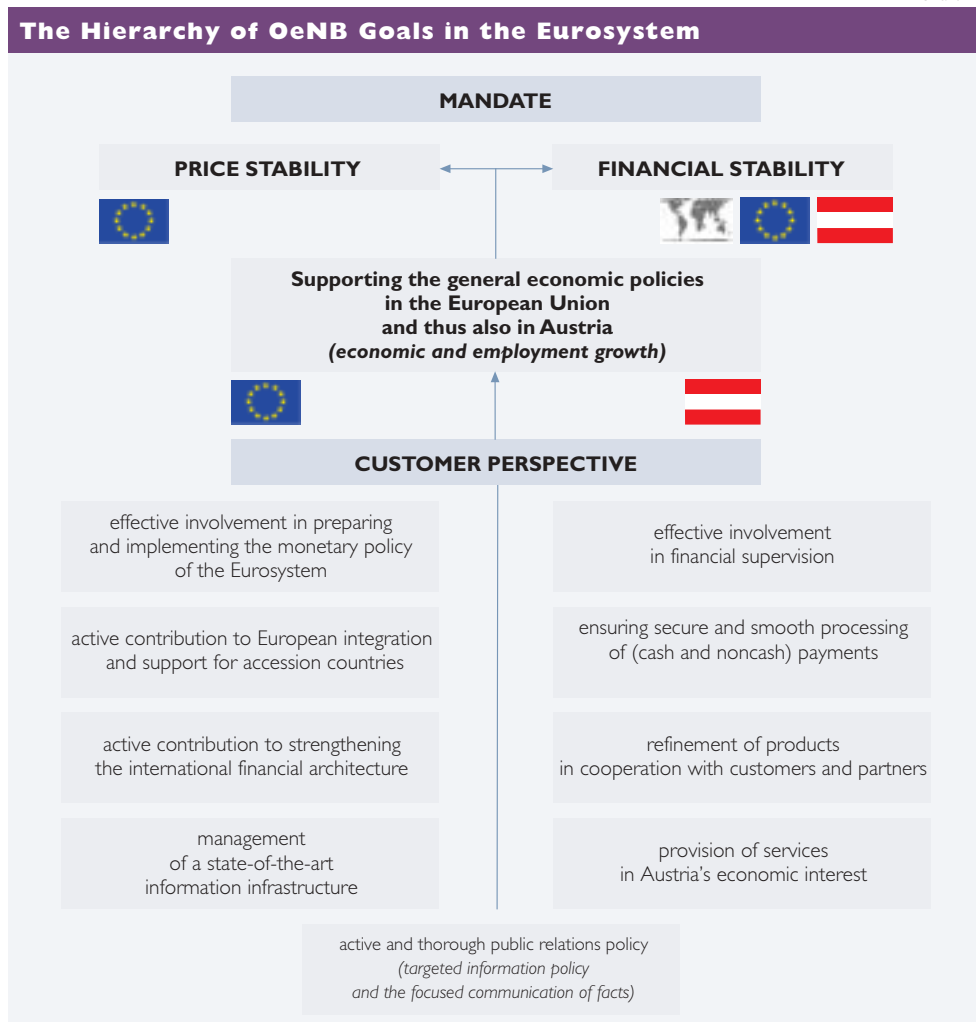 The Hierarchy of OeNB Goals in the Eurosystem
MANDATE
PRICE STABILITY
FINANCIAL STABILITY
Supporting the general economic policies
in the European Union
and thus also in Austria
(economic and employment growth)
CUSTOMER PERSPECTIVE
effective involvement in preparing
and implementing the monetary policy
of the Eurosystem
effective involvement
in financial supervision
active contribution to European integration
and support for accession countries
ensuring secure and smooth processing
of (cash and noncash) payments
active contribution to strengthening
the international financial architecture
refinement of products
in cooperation with customers and partners
management
of a state-of-the-art
information infrastructure
provision of services
in Austria's economic interest
active and thorough public relations policy
(targeted information policy
and the focused communication of facts)